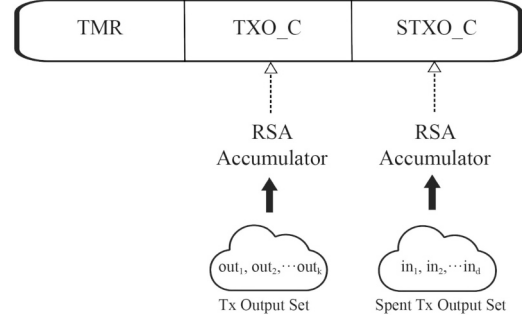 TMR TXO_C STXO_C
RSA Accumulator RSA Accumulator
out₁, out₂,⋯outₖ in₁, in₂,⋯in_d
Tx Output Set Spent Tx Output Set